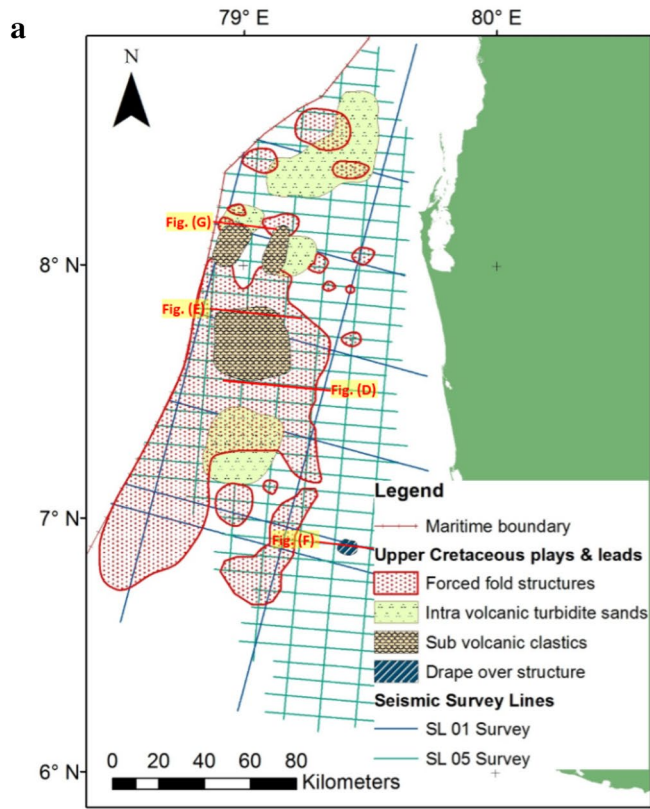 a
79° E
80° E
N
Fig. (G)
8° N
Fig. (E)
Fig. (D)
7° N
Fig. (F)
6° N
Legend
Maritime boundary
Upper Cretaceous plays & leads
Forced fold structures
Intra volcanic turbidite sands
Sub volcanic clastics
Drape over structure
Seismic Survey Lines
SL 01 Survey
SL 05 Survey
0 20 40 60 80
Kilometers